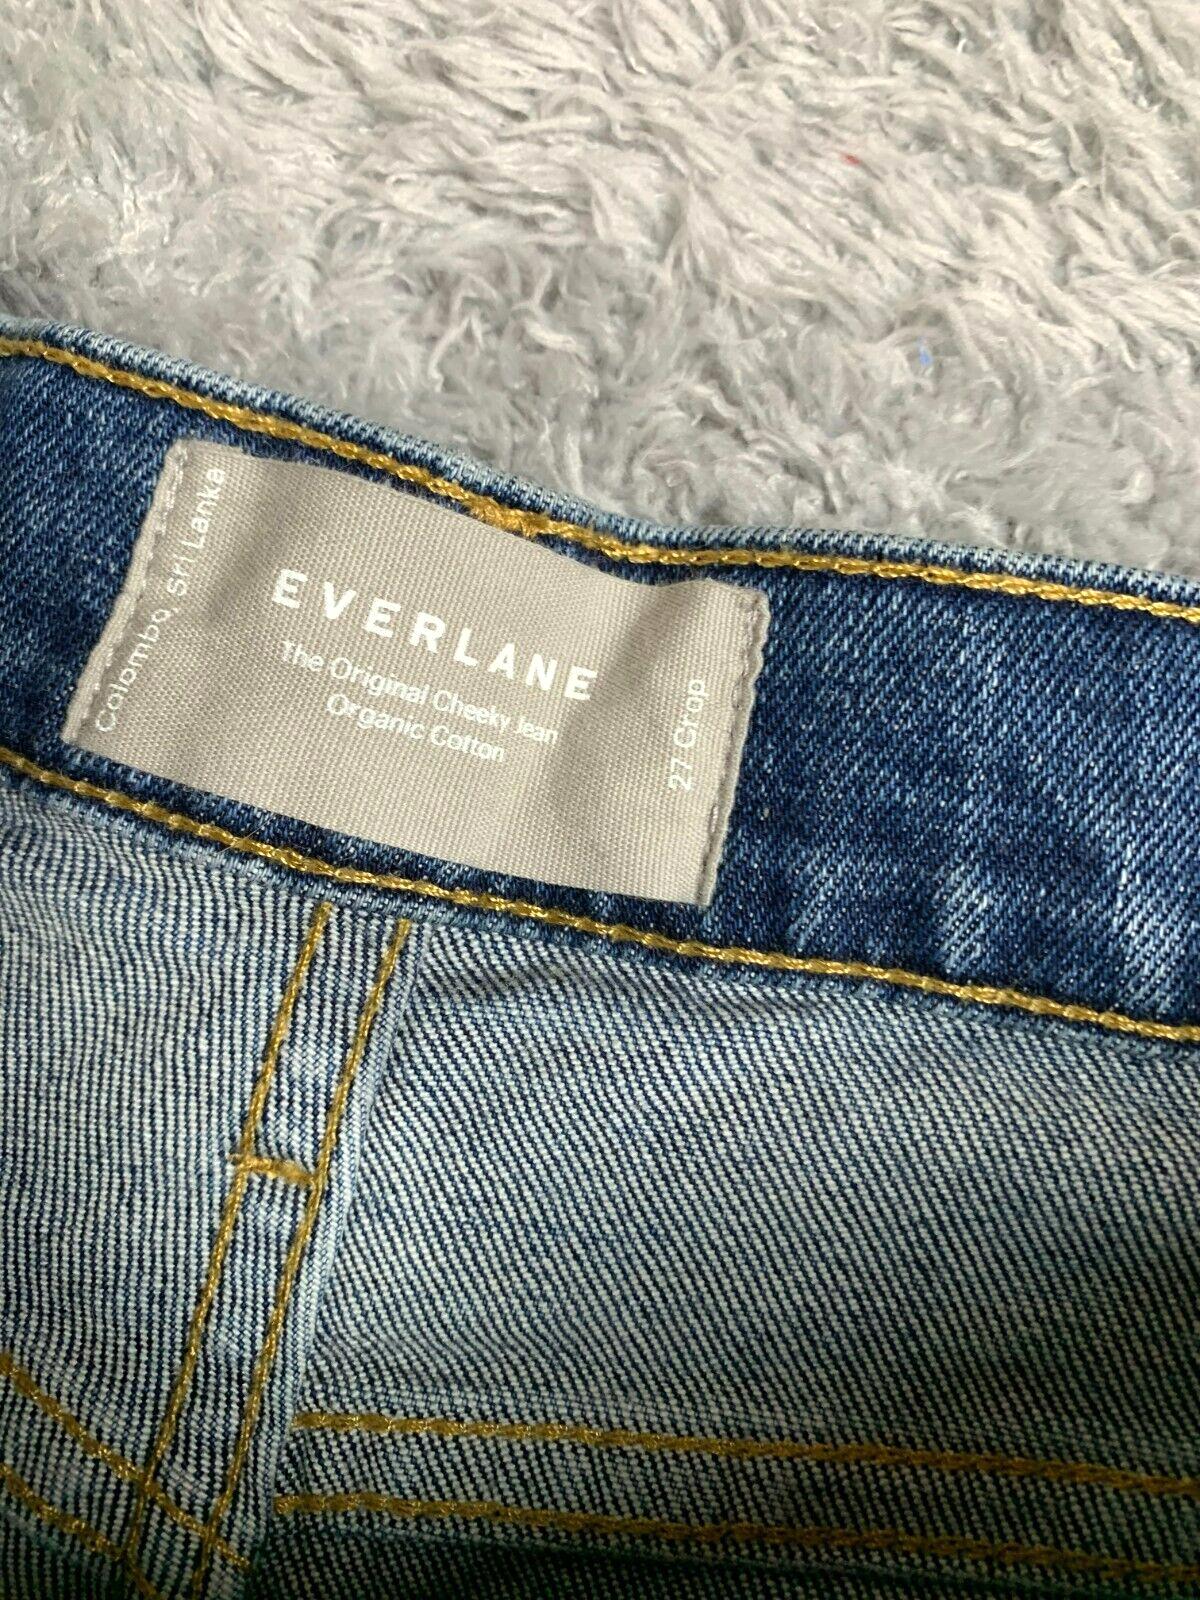 Colombo, Sri Lanka
EVERLANE
The Original Cheeky Jean
Organic Cotton
27 Crop